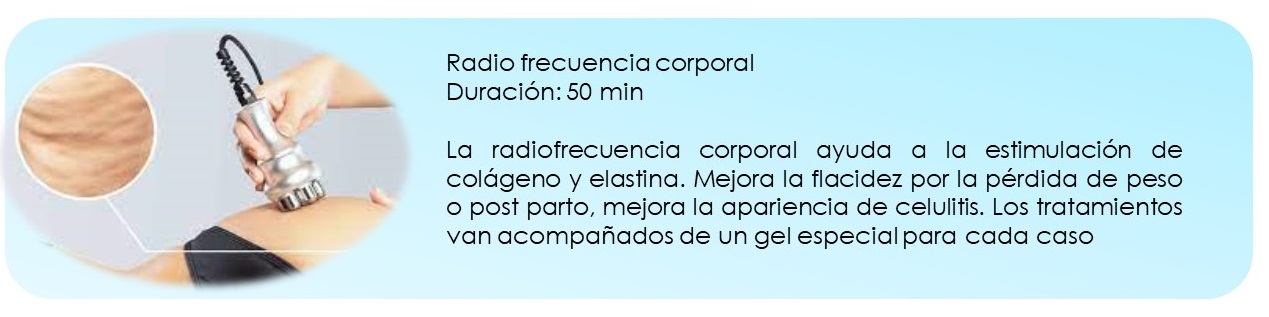 Radio frecuencia corporal
Duración: 50 min
La radiofrecuencia corporal ayuda a la estimulación de
colágeno y elastina. Mejora la flacidez por la pérdida de peso
o post parto, mejora la apariencia de celulitis. Los tratamientos
van acompañados de un gel especial para cada caso